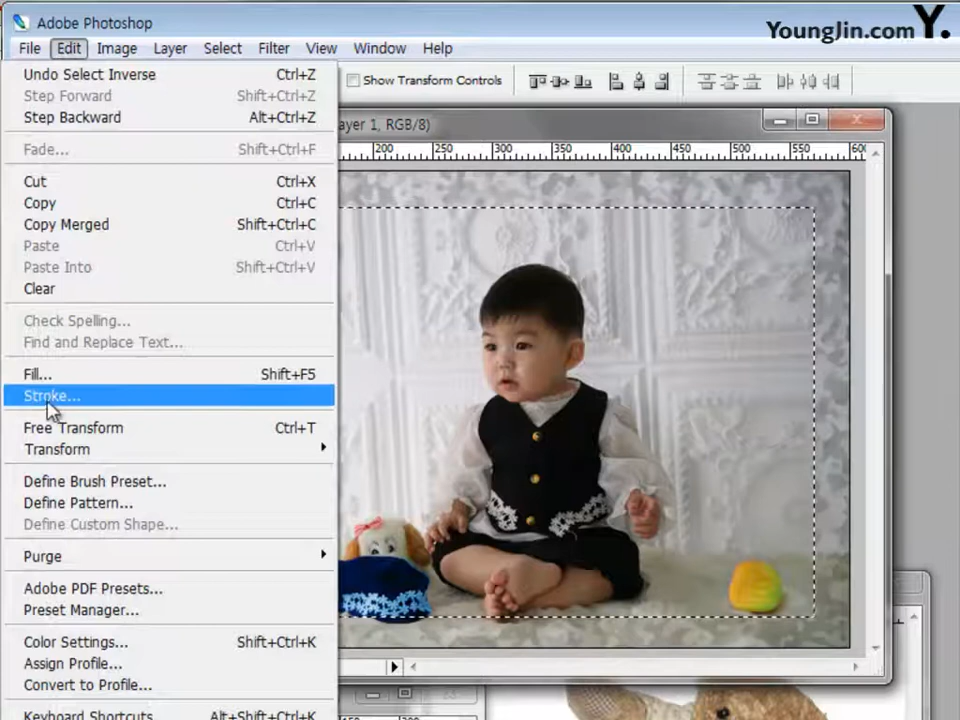 Adobe Photoshop
YoungJin.com Y.
File Edit Image Layer Select Filter View Window Help
Undo Select Inverse Ctrl+Z
Show Transform Controls
Step Forward Shift+Ctrl+Z
Step Backward Alt+Ctrl+Z
ayer 1, RGB/8)
Fade... Shift+Ctrl+F
200 250 300 350 400 450 500 550 600
Cut Ctrl+X
Copy Ctrl+C
Copy Merged Shift+Ctrl+C
Paste Ctrl+V
Paste Into Shift+Ctrl+V
Clear
Check Spelling...
Find and Replace Text...
Fill... Shift+F5
Stroke...
Free Transform Ctrl+T
Transform
Define Brush Preset...
Define Pattern...
Define Custom Shape...
Purge
Adobe PDF Presets...
Preset Manager...
Color Settings... Shift+Ctrl+K
Assign Profile...
Convert to Profile...
Keyboard Shortcuts Alt+Shift+Ctrl+K